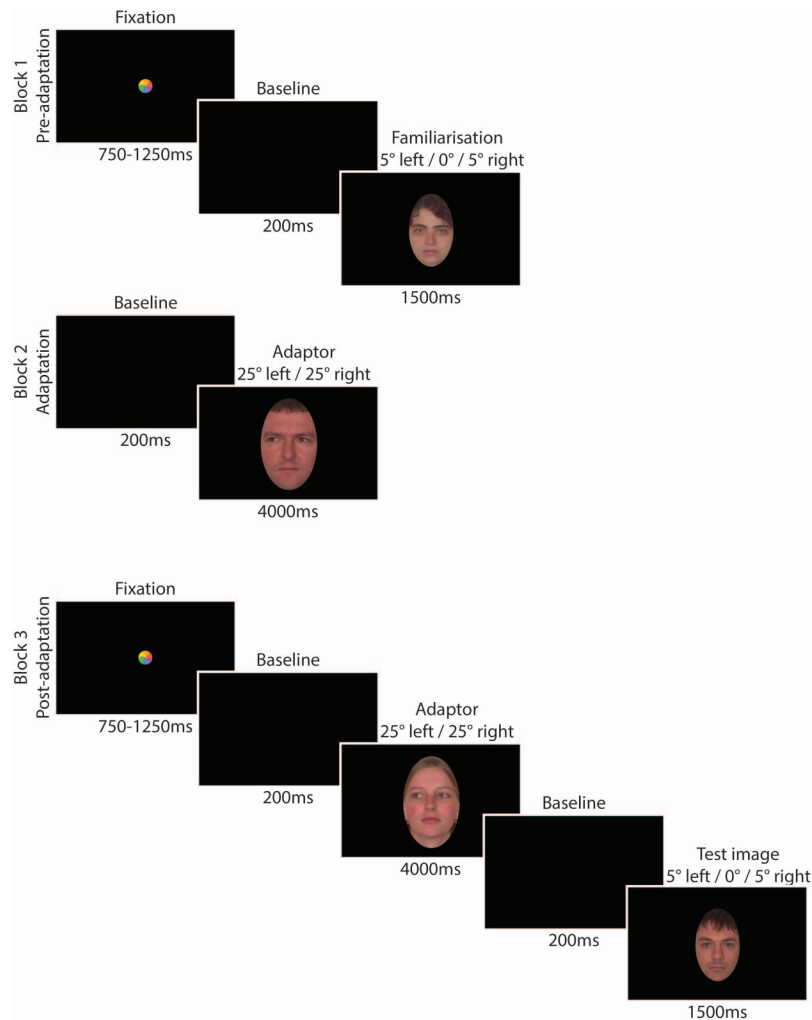 Block 1
Pre-adaptation
Fixation
750-1250ms
Baseline
200ms
Familiarisation
5° left / 0° / 5° right
1500ms
Block 2
Adaptation
Baseline
200ms
Adaptor
25° left / 25° right
4000ms
Block 3
Post-adaptation
Fixation
750-1250ms
Baseline
200ms
Adaptor
25° left / 25° right
4000ms
Baseline
200ms
Test image
5° left / 0° / 5° right
1500ms